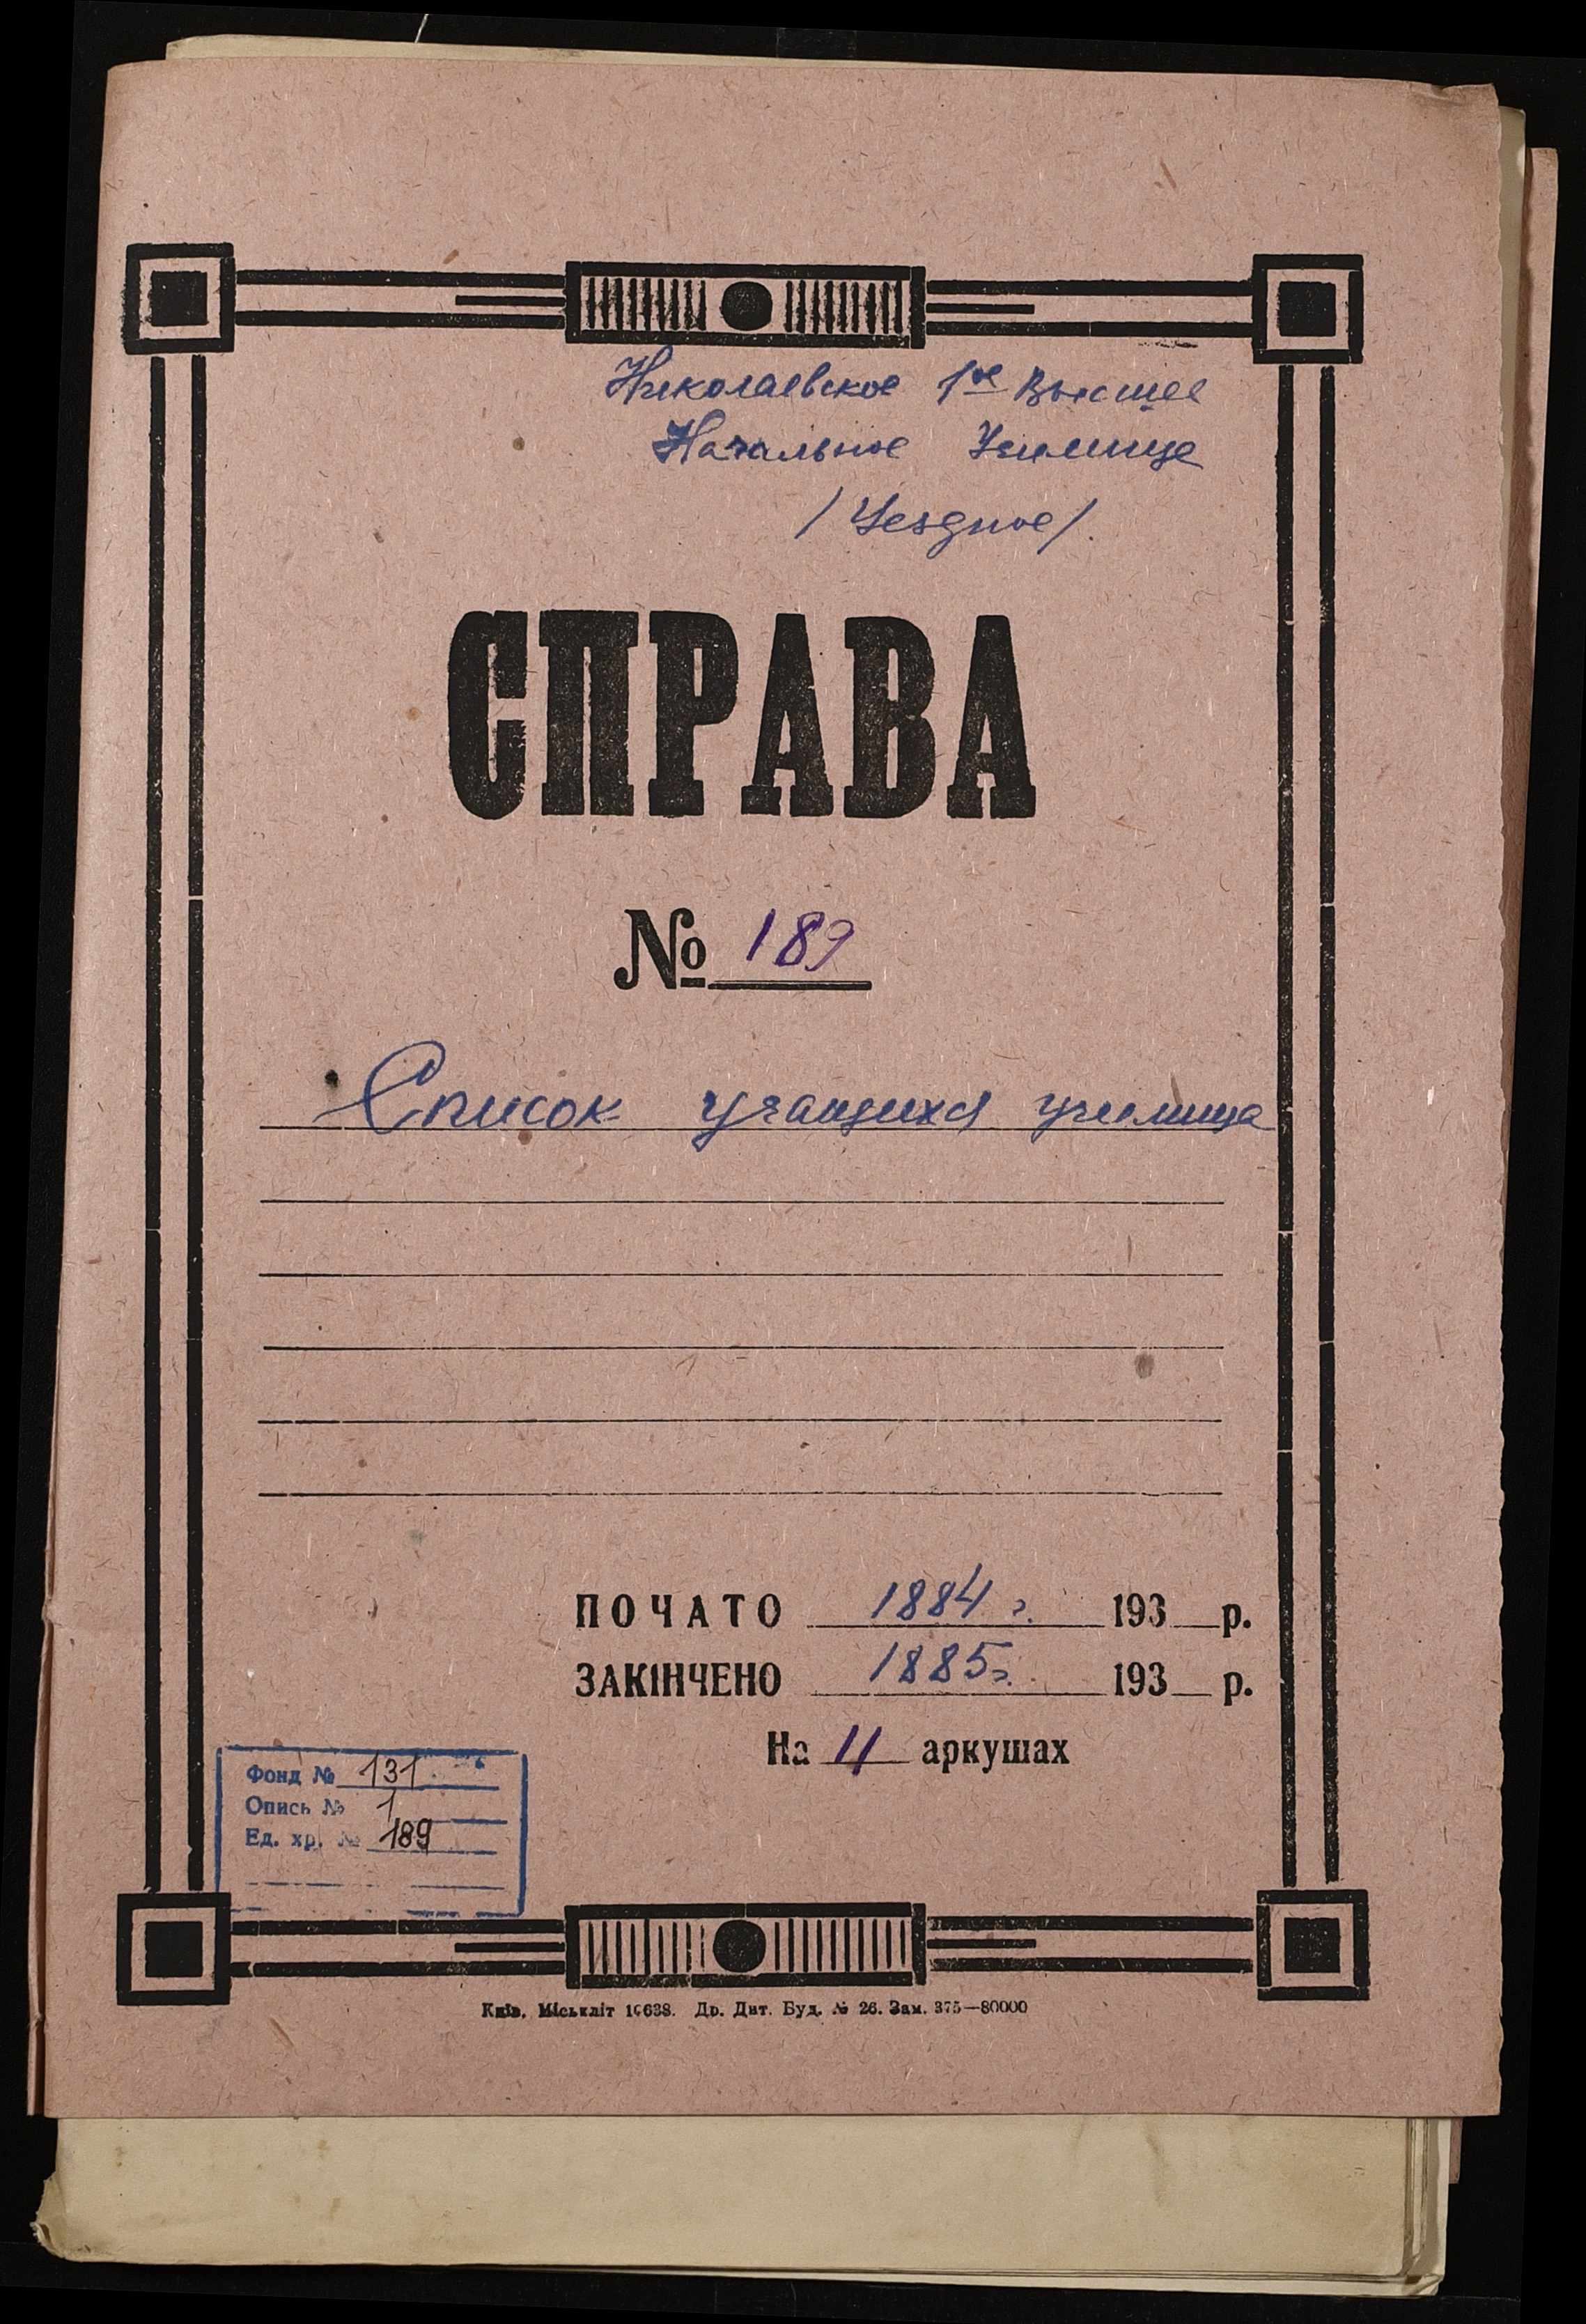 Николаевское 1ое Высшее
Начальное Училище
/Уездное/.
СПРАВА
№ 189
Список учащихся училища
ПОЧАТО 1884 г. 193 р.
ЗАКІНЧЕНО 1885 г. 193 р.
На 11 аркушах
Фонд № 131
Опись № 1
Ед. хр. № 189
Київ, Міськліт 10638. Др. Дит. Буд. № 26. Зам. 375—80000